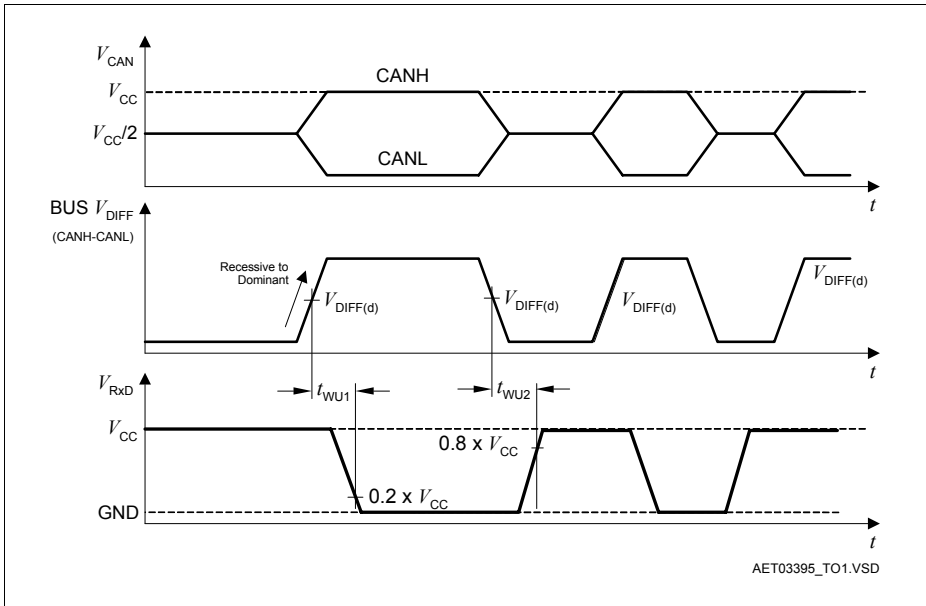 V_CAN
CANH
V_CC
V_CC/2
CANL
t
BUS V_DIFF
(CANH-CANL)
Recessive to
Dominant
V_DIFF(d)
V_DIFF(d)
V_DIFF(d)
V_DIFF(d)
t
V_RxD
t_WU1
t_WU2
V_CC
0.8 x V_CC
0.2 x V_CC
GND
t
AET03395_TO1.VSD